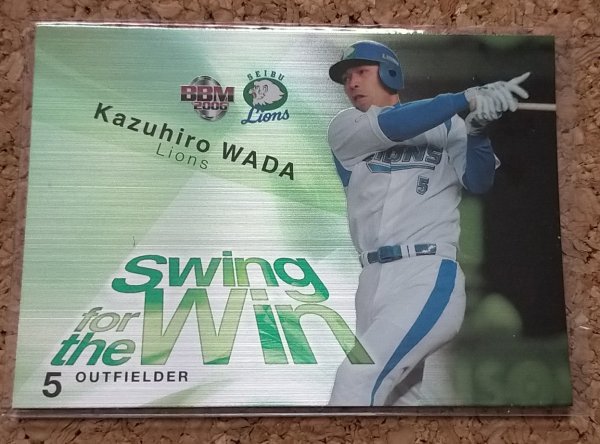 BBM
2006
SEIBU
Lions
Kazuhiro WADA
Lions
LIONS
5
Swing
for
the Win
5 OUTFIELDER